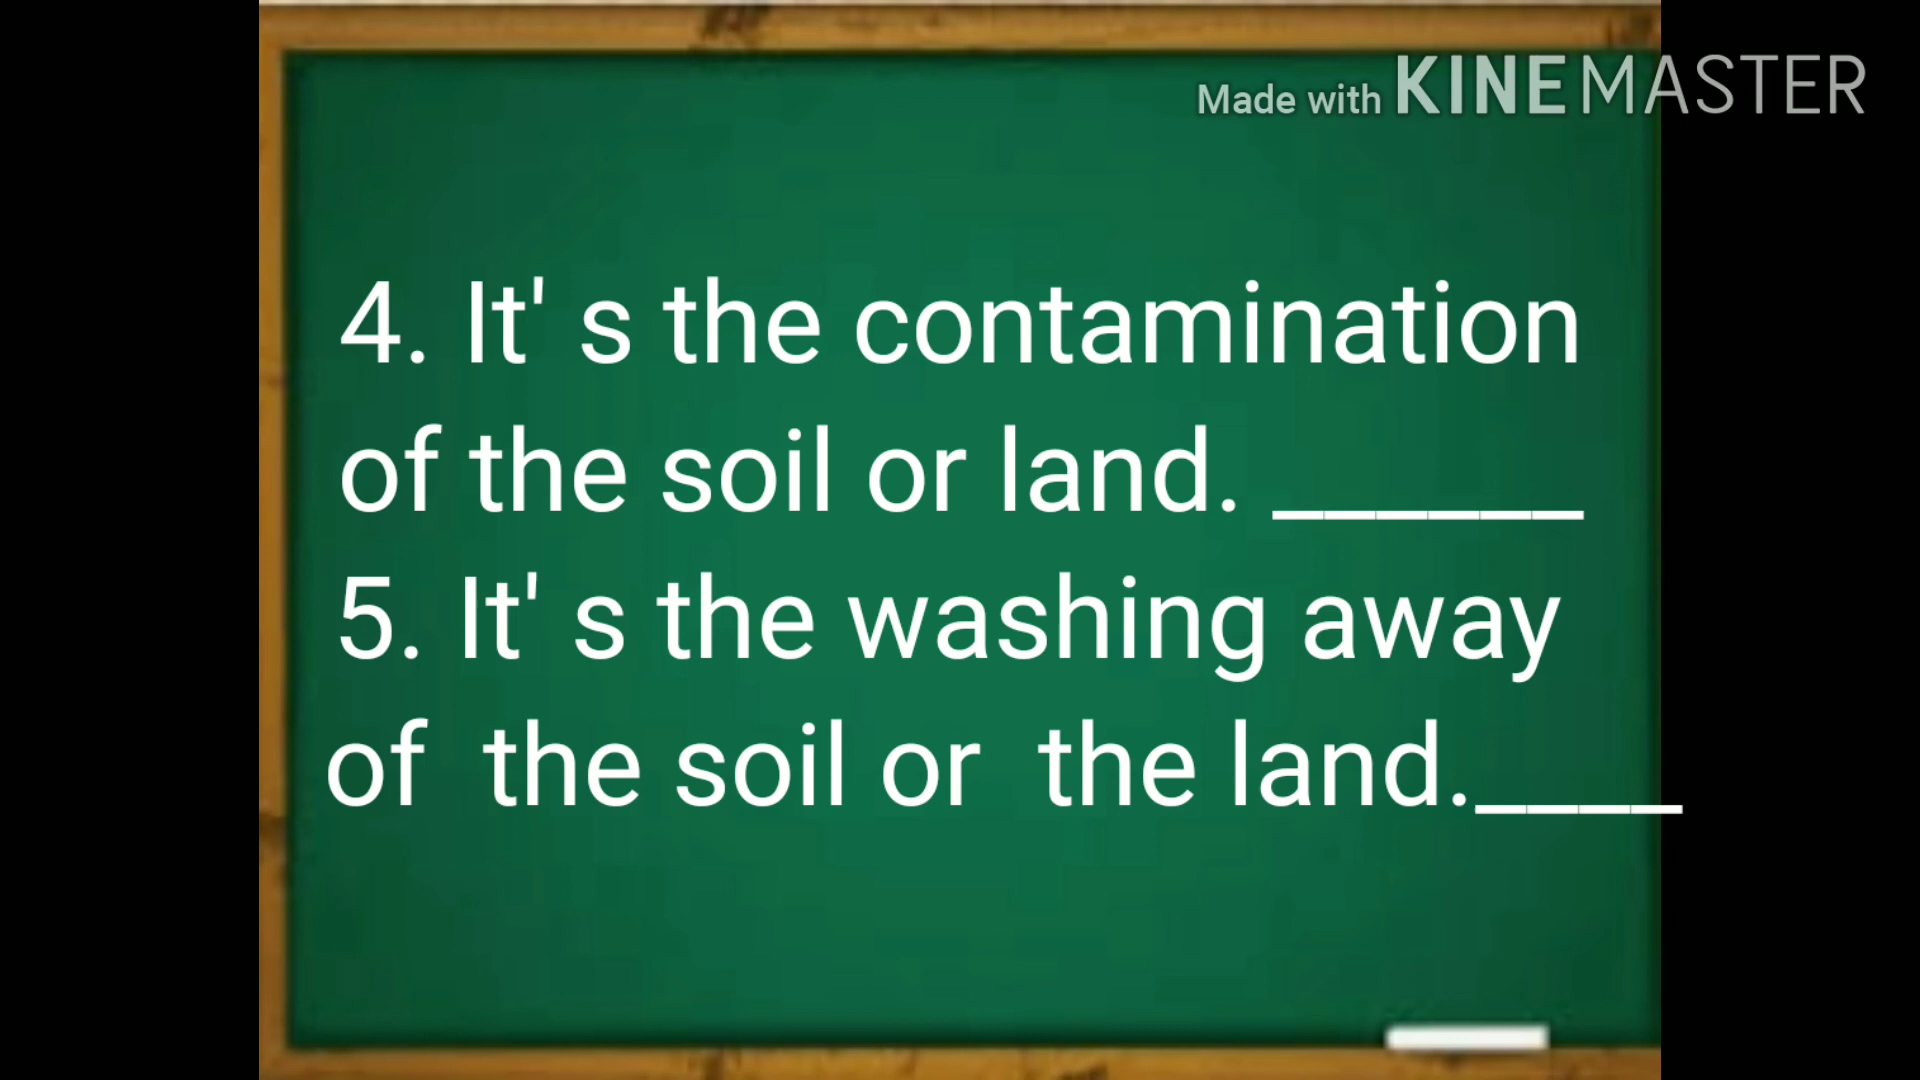 Made with KINEMASTER
4. It' s the contamination
of the soil or land. ______
5. It' s the washing away
of  the soil or  the land.____